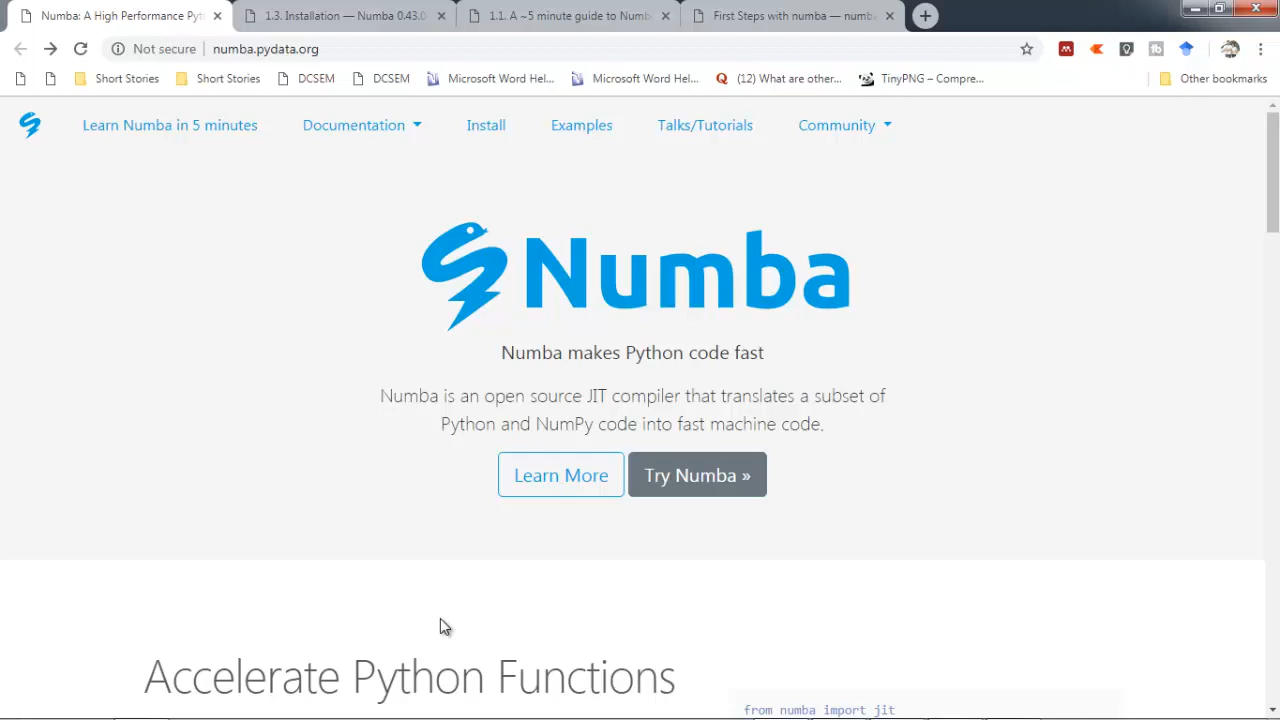 Numba: A High Performance Pyt
1.3. Installation — Numba 0.43.0
1.1. A ~5 minute guide to Numb
First Steps with numba — numb
Not secure
numba.pydata.org
Short Stories
Short Stories
DCSEM
DCSEM
Microsoft Word Hel...
Microsoft Word Hel...
(12) What are other...
TinyPNG – Compre...
Other bookmarks
Learn Numba in 5 minutes
Documentation
Install
Examples
Talks/Tutorials
Community
Numba
Numba makes Python code fast
Numba is an open source JIT compiler that translates a subset of
Python and NumPy code into fast machine code.
Learn More
Try Numba »
Accelerate Python Functions
from numba import jit